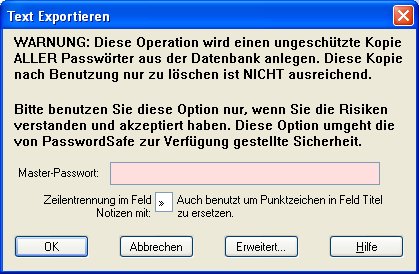 Text Exportieren
WARNUNG: Diese Operation wird einen ungeschützte Kopie
ALLER Passwörter aus der Datenbank anlegen. Diese Kopie
nach Benutzung nur zu löschen ist NICHT ausreichend.
Bitte benutzen Sie diese Option nur, wenn Sie die Risiken
verstanden und akzeptiert haben. Diese Option umgeht die
von PasswordSafe zur Verfügung gestellte Sicherheit.
Master-Passwort:
Zeilentrennung im Feld
Notizen mit:
»
Auch benutzt um Punktzeichen in Feld Titel
zu ersetzen.
OK
Abbrechen
Erweitert...
Hilfe